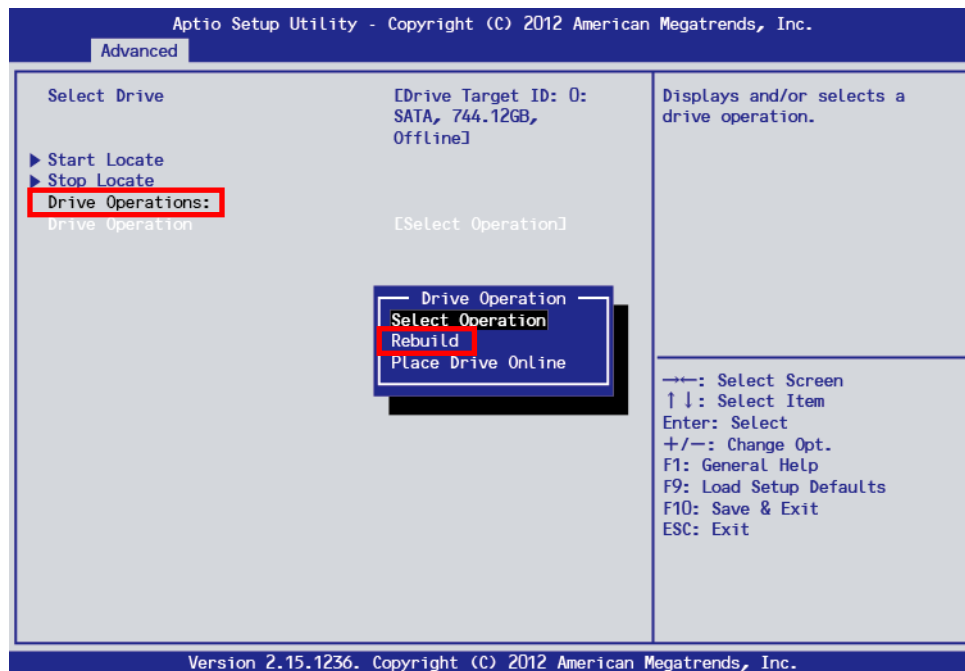 Aptio Setup Utility - Copyright (C) 2012 American Megatrends, Inc.
Advanced
Select Drive
[Drive Target ID: 0:
SATA, 744.12GB,
Offline]
Start Locate
Stop Locate
Drive Operations:
Drive Operation
[Select Operation]
Drive Operation
Select Operation
Rebuild
Place Drive Online
Displays and/or selects a
drive operation.
→←: Select Screen
↑↓: Select Item
Enter: Select
+/-: Change Opt.
F1: General Help
F9: Load Setup Defaults
F10: Save & Exit
ESC: Exit
Version 2.15.1236. Copyright (C) 2012 American Megatrends, Inc.